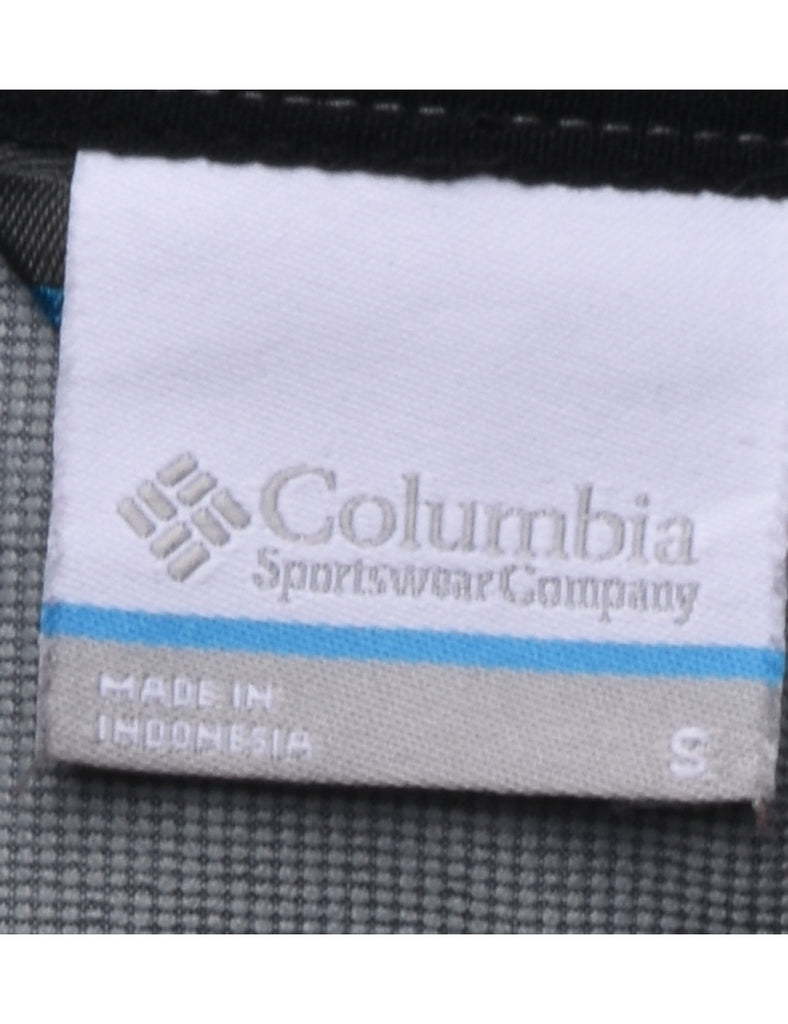 Columbia
Sportswear Company
MADE IN
INDONESIA
S